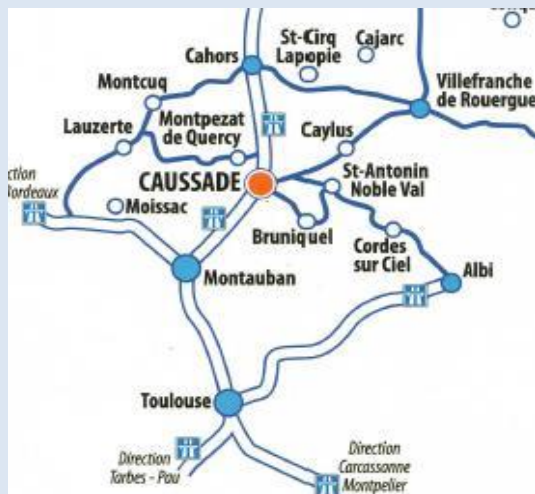 Cahors
St-Cirq
Lapopie
Cajarc
Montcuq
Villefranche
de Rouergue
Montpezat
de Quercy
Lauzerte
Caylus
CAUSSADE
St-Antonin
Noble Val
Moissac
Bordeaux
Bruniquel
Cordes
sur Ciel
Albi
Montauban
Toulouse
Direction
Tarbes - Pau
Direction
Carcassonne
Montpelier